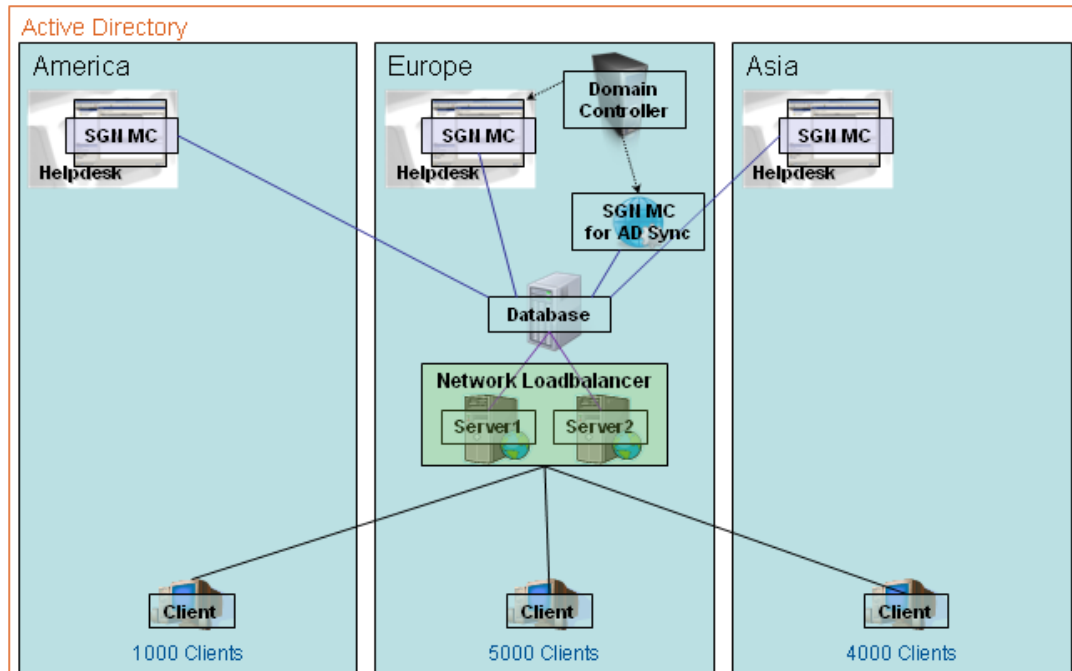 Active Directory
America
SGN MC
Helpdesk
Europe
SGN MC
Helpdesk
Domain
Controller
SGN MC
for AD Sync
Database
Network Loadbalancer
Server1
Server2
Asia
SGN MC
Helpdesk
Client
1000 Clients
Client
5000 Clients
Client
4000 Clients